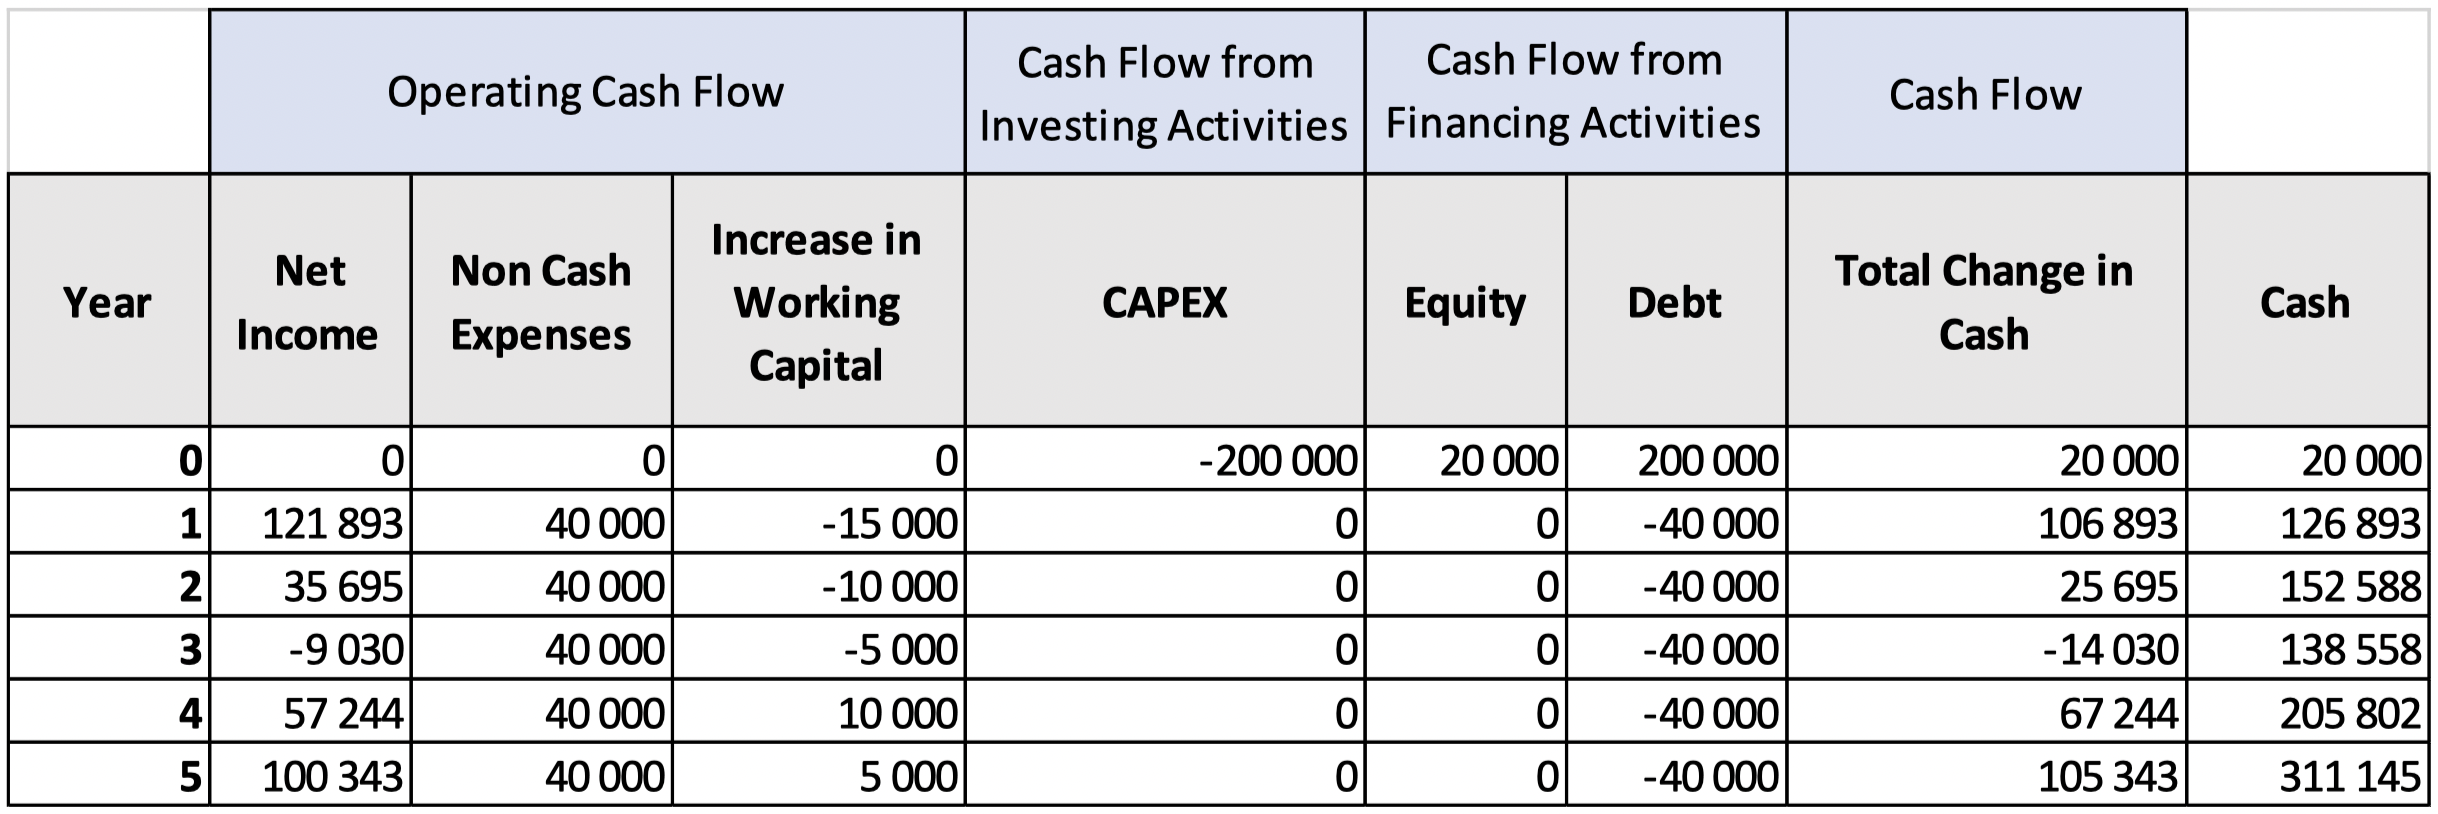 Operating Cash Flow
Cash Flow from
Investing Activities
Cash Flow from
Financing Activities
Cash Flow
Year
Net
Income
Non Cash
Expenses
Increase in
Working
Capital
CAPEX
Equity
Debt
Total Change in
Cash
Cash
0 0 0 0 -200 000 20 000 200 000 20 000 20 000
1 121 893 40 000 -15 000 0 0 -40 000 106 893 126 893
2 35 695 40 000 -10 000 0 0 -40 000 25 695 152 588
3 -9 030 40 000 -5 000 0 0 -40 000 -14 030 138 558
4 57 244 40 000 10 000 0 0 -40 000 67 244 205 802
5 100 343 40 000 5 000 0 0 -40 000 105 343 311 145